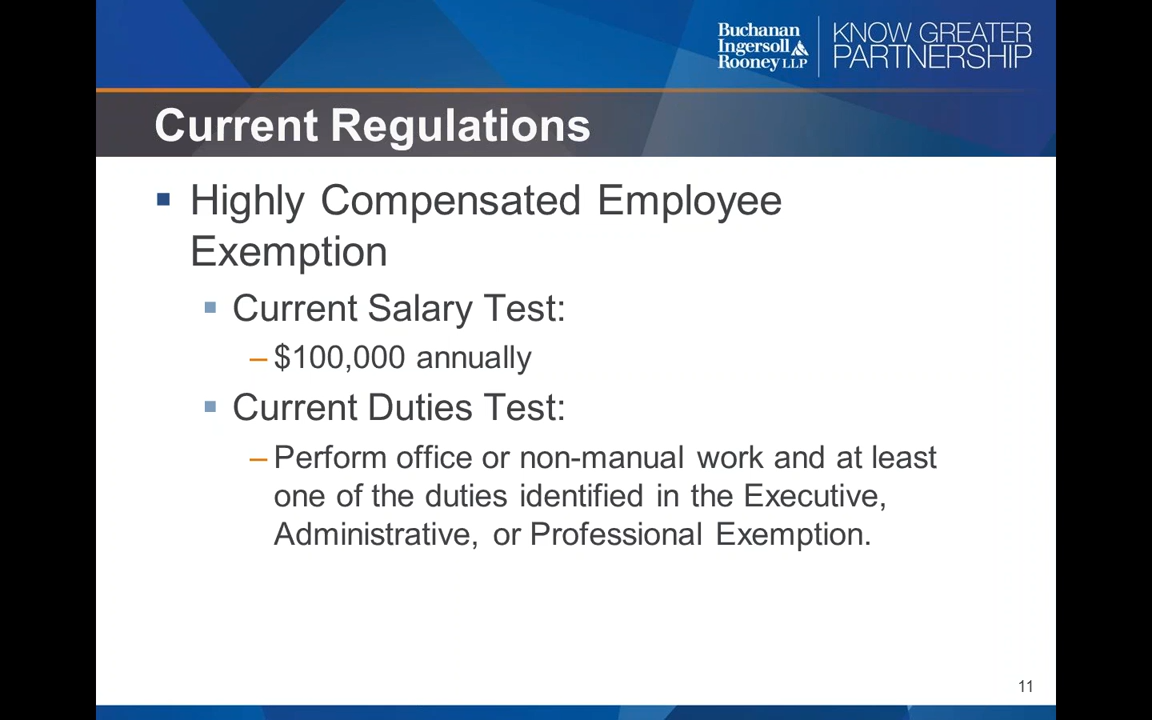 Buchanan
Ingersoll
Rooney LLP
KNOW GREATER
PARTNERSHIP
Current Regulations
Highly Compensated Employee
Exemption
Current Salary Test:
– $100,000 annually
Current Duties Test:
– Perform office or non-manual work and at least
one of the duties identified in the Executive,
Administrative, or Professional Exemption.
11